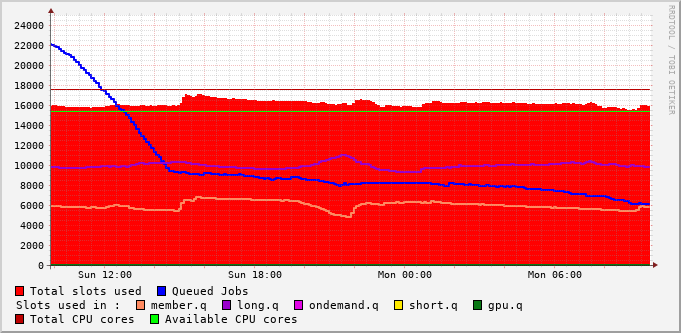 RRDTOOL / TOBI OETIKER
24000
22000
20000
18000
16000
14000
12000
10000
8000
6000
4000
2000
0
Sun 12:00 Sun 18:00 Mon 00:00 Mon 06:00
Total slots used Queued Jobs
Slots used in : member.q long.q ondemand.q short.q gpu.q
Total CPU cores Available CPU cores